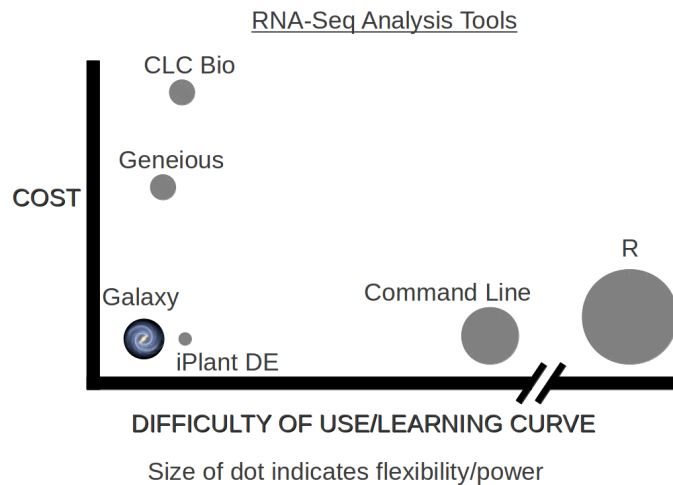 RNA-Seq Analysis Tools
CLC Bio
Geneious
COST
R
Command Line
Galaxy
iPlant DE
DIFFICULTY OF USE/LEARNING CURVE
Size of dot indicates flexibility/power